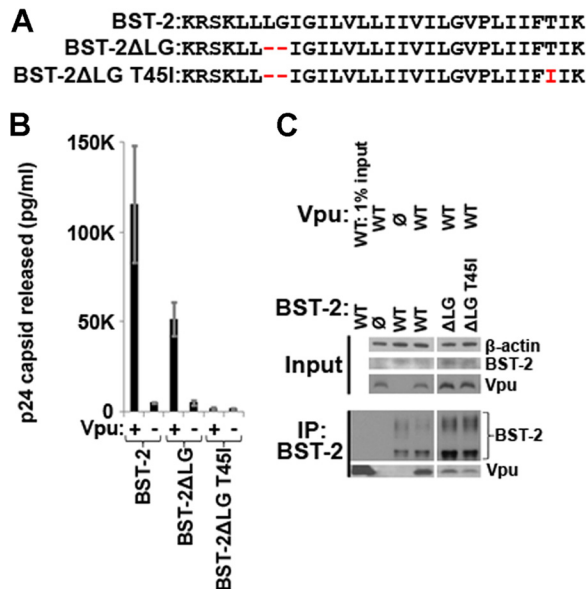 A
BST-2:KRSKLLLGIGILVLLIIVILGVPLIIFTIK
BST-2ΔLG:KRSKLL--IGILVLLIIVILGVPLIIFTIK
BST-2ΔLG T45I:KRSKLL--IGILVLLIIVILGVPLIIFIIK
B
p24 capsid released (pg/ml)
150K
100K
50K
0
Vpu: + - + - + -
BST-2
BST-2ΔLG
BST-2ΔLG T45I
C
Vpu: WT: 1% input WT Ø WT WT WT
BST-2: WT Ø WT WT ΔLG ΔLG T45I
Input
β-actin
BST-2
Vpu
IP:
BST-2
BST-2
Vpu